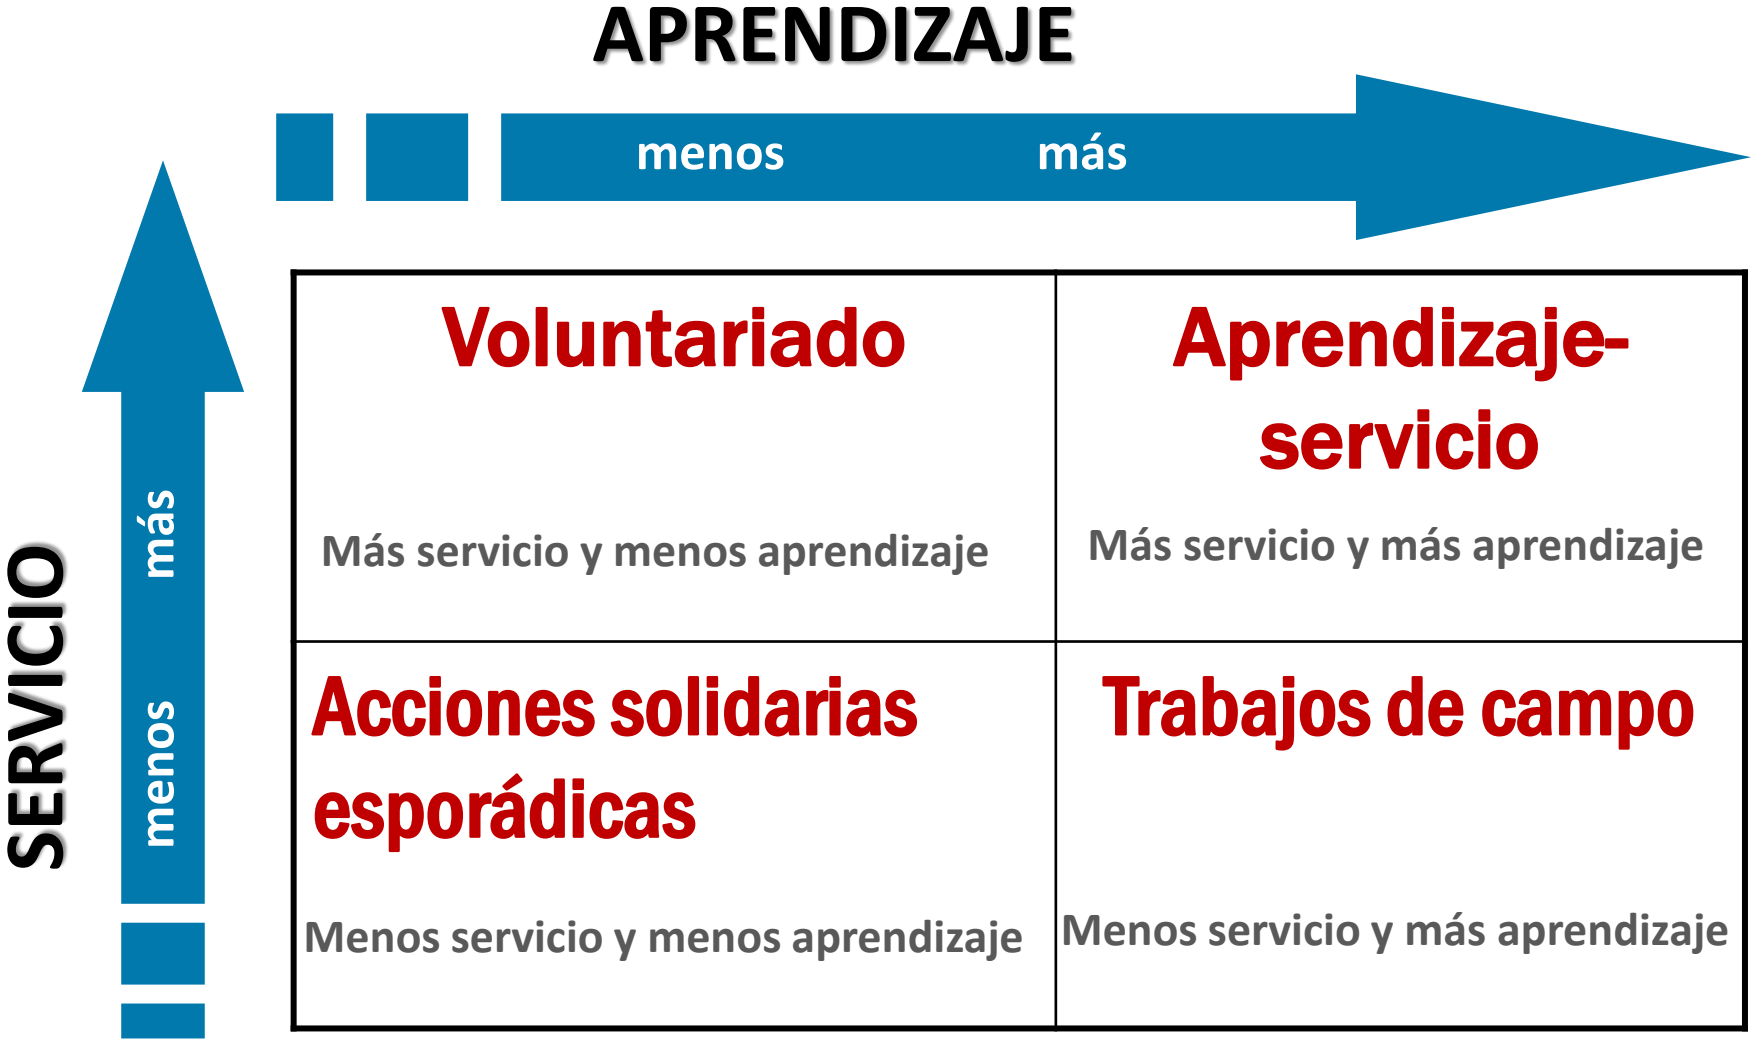 APRENDIZAJE
menos más
SERVICIO
más
menos
Voluntariado
Más servicio y menos aprendizaje
Aprendizaje-
servicio
Más servicio y más aprendizaje
Acciones solidarias
esporádicas
Menos servicio y menos aprendizaje
Trabajos de campo
Menos servicio y más aprendizaje